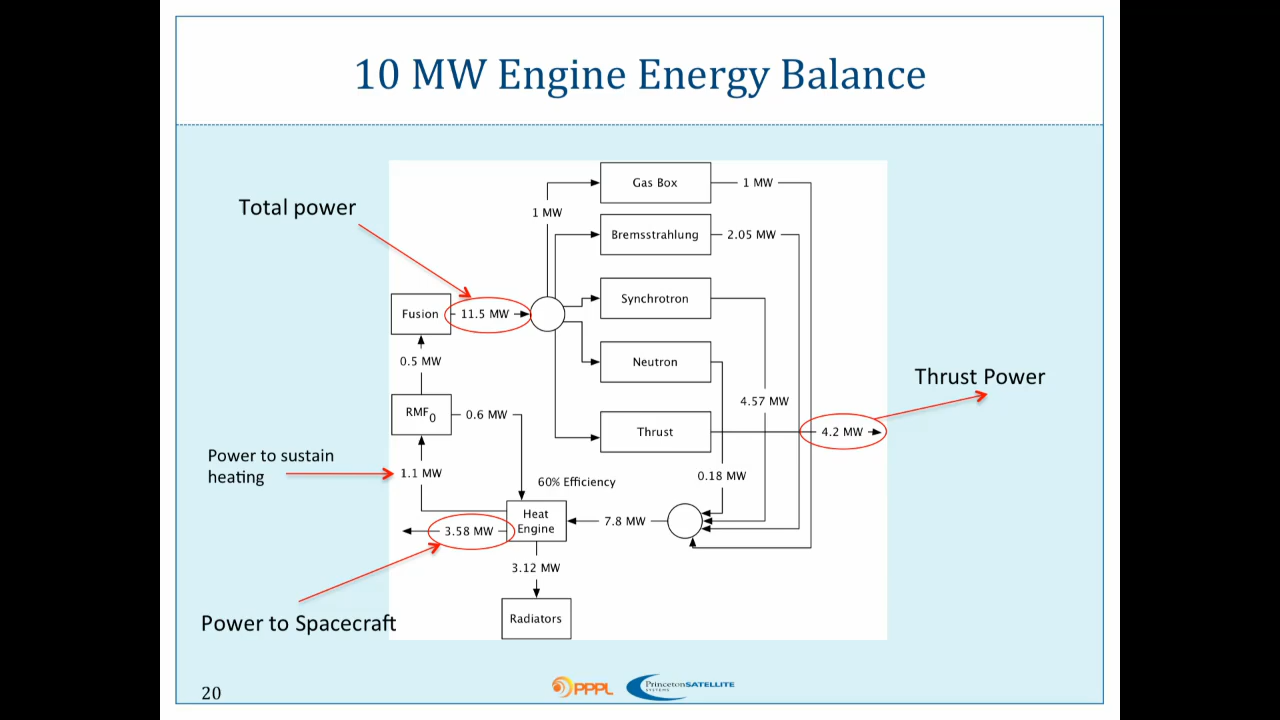 10 MW Engine Energy Balance
Gas Box
1 MW
Total power
1 MW
Bremsstrahlung
2.05 MW
Synchrotron
Fusion
11.5 MW
0.5 MW
Neutron
Thrust Power
4.57 MW
RMF0
0.6 MW
Thrust
4.2 MW
Power to sustain
heating
1.1 MW
0.18 MW
60% Efficiency
Heat
Engine
7.8 MW
3.58 MW
3.12 MW
Power to Spacecraft
Radiators
20
PPPL
PrincetonSATELLITE
SYSTEMS